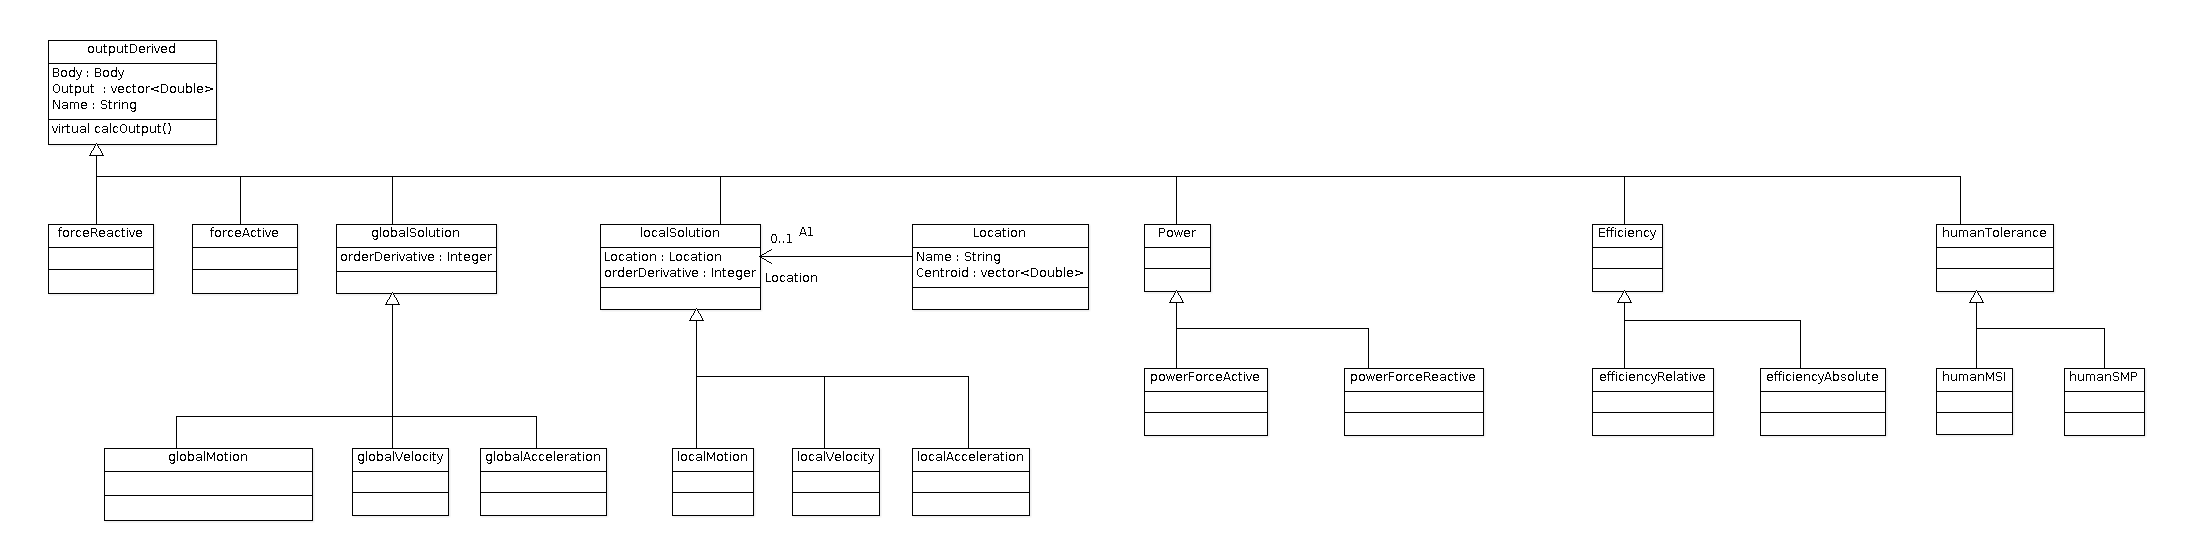 outputDerived
Body : Body
Output  : vector<Double>
Name : String
virtual calcOutput()
forceReactive
forceActive
globalSolution
orderDerivative : Integer
localSolution
Location : Location
orderDerivative : Integer
0..1
A1
Location
Location
Name : String
Centroid : vector<Double>
Power
Efficiency
humanTolerance
powerForceActive
powerForceReactive
efficiencyRelative
efficiencyAbsolute
humanMSI
humanSMP
globalMotion
globalVelocity
globalAcceleration
localMotion
localVelocity
localAcceleration